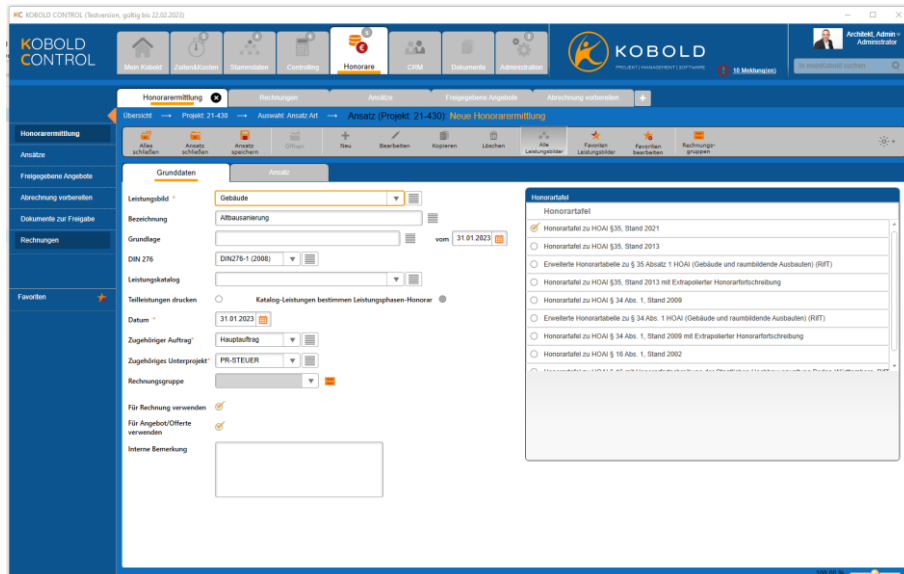 KC KOBOLD CONTROL (Testversion, gültig bis 22.02.2023)
KOBOLD
CONTROL
Mein Kobold
Zeiten&Kosten
Stammdaten
Controlling
Honorare
CRM
Dokumente
Administration
KOBOLD
PROJEKT | MANAGEMENT | SOFTWARE
10 Meldung(en)
Architekt, Admin
Administrator
In meinKobold suchen
Honorarermittlung
Rechnungen
Ansätze
Freigegebene Angebote
Abrechnung vorbereiten
+
Übersicht → Projekt: 21-430 → Auswahl: Ansatz Art → Ansatz (Projekt: 21-430): Neue Honorarermittlung
Honorarermittlung
Ansätze
Freigegebene Angebote
Abrechnung vorbereiten
Dokumente zur Freigabe
Rechnungen
Favoriten
Alles schließen
Ansatz schließen
Ansatz speichern
Öffnen
Neu
Bearbeiten
Kopieren
Löschen
Alle Leistungsbilder
Favoriten Leistungsbilder
Favoriten bearbeiten
Rechnungs-gruppen
Grunddaten
Ansatz
Leistungsbild * Gebäude
Bezeichnung Altbausanierung
Grundlage vom 31.01.2023
DIN 276 DIN276-1 (2008)
Leistungskatalog
Teilleistungen drucken Katalog-Leistungen bestimmen Leistungsphasen-Honorar
Datum * 31.01.2023
Zugehöriger Auftrag* Hauptauftrag
Zugehöriges Unterprojekt* PR-STEUER
Rechnungsgruppe
Für Rechnung verwenden
Für Angebot/Offerte
verwenden
Interne Bemerkung
Honorartafel
Honorartafel
Honorartafel zu HOAI §35, Stand 2021
Honorartafel zu HOAI §35, Stand 2013
Erweiterte Honorartabelle zu § 35 Absatz 1 HOAI (Gebäude und raumbildende Ausbauten) (RifT)
Honorartafel zu HOAI §35, Stand 2013 mit Extrapolierter Honorarfortschreibung
Honorartafel zu HOAI § 34 Abs. 1, Stand 2009
Erweiterte Honorartabelle zu § 34 Abs. 1 HOAI (Gebäude und raumbildende Ausbauten) (RifT)
Honorartafel zu HOAI § 34 Abs. 1, Stand 2009 mit Extrapolierter Honorarfortschreibung
Honorartafel zu HOAI § 16 Abs. 1, Stand 2002